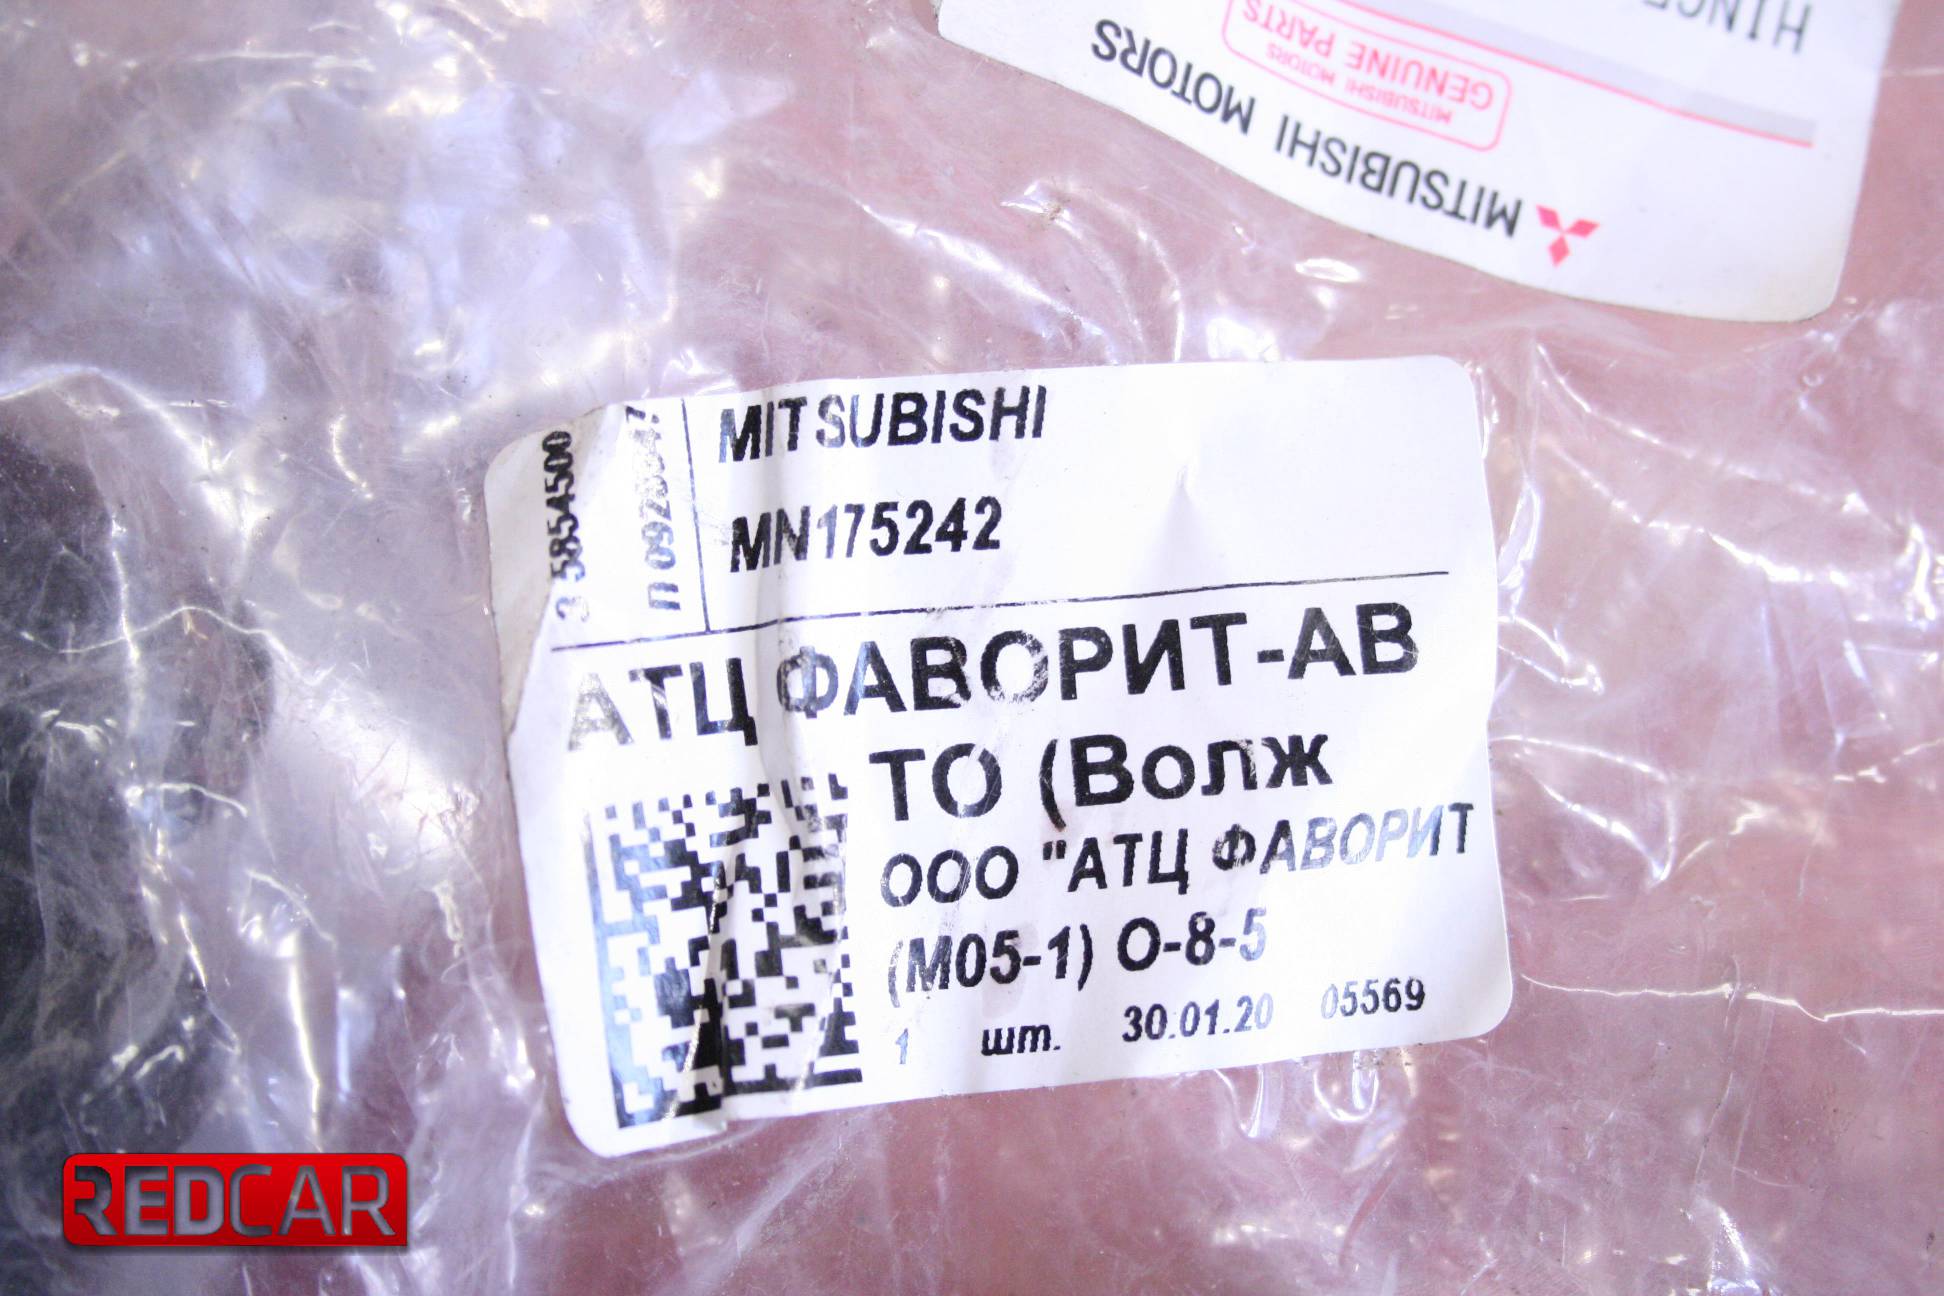 MITSUBISHI MOTORS
MITSUBISHI MOTORS
GENUINE PARTS
MITSUBISHI
MN175242
З 5854500
АТЦ ФАВОРИТ-АВ
ТО (Волж
ООО "АТЦ ФАВОРИТ
(М05-1) О-8-5
1 шт. 30.01.20 05569
REDCAR